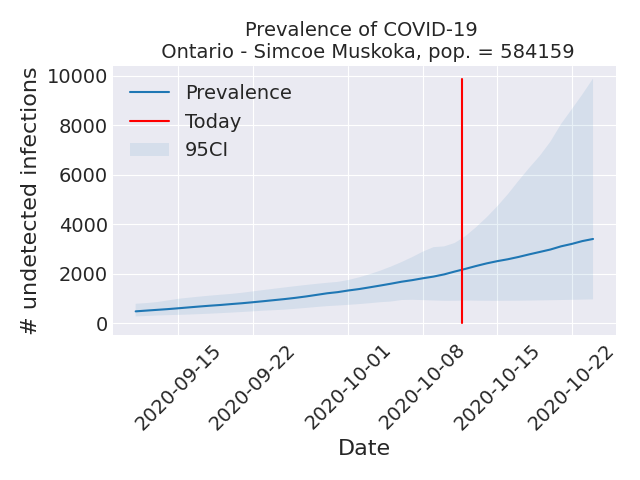 Prevalence of COVID-19
Ontario - Simcoe Muskoka, pop. = 584159
# undetected infections
10000
8000
6000
4000
2000
0
Prevalence
Today
95CI
2020-09-15
2020-09-22
2020-10-01
2020-10-08
2020-10-15
2020-10-22
Date